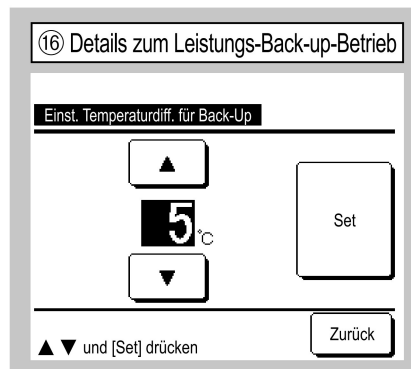 ⑯ Details zum Leistungs-Back-up-Betrieb
Einst. Temperaturdiff. für Back-Up
▲
5°C
Set
▼
▲ ▼ und [Set] drücken
Zurück